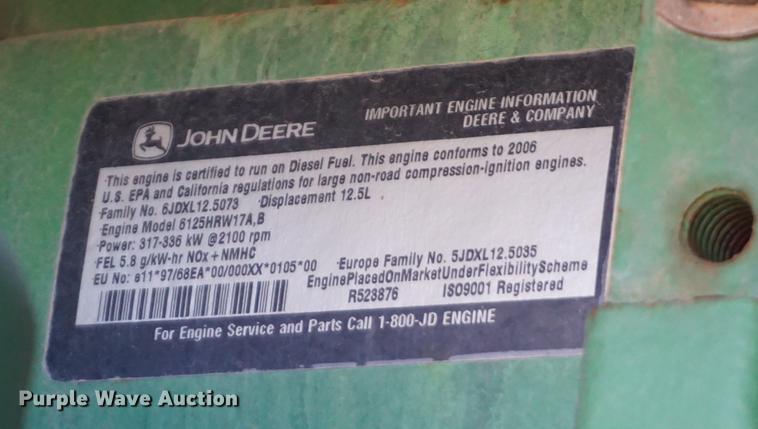 JOHN DEERE
IMPORTANT ENGINE INFORMATION
DEERE & COMPANY
This engine is certified to run on Diesel Fuel. This engine conforms to 2006
U.S. EPA and California regulations for large non-road compression-ignition engines.
Family No. 6JDXL12.5073 Displacement 12.5L
Engine Model 6125HRW17A,B
Power: 317-336 kW @2100 rpm
FEL 5.8 g/kW-hr NOx + NMHC
EU No: e11*97/68EA*00/000XX*0105*00
Europe Family No. 5JDXL12.5035
EnginePlacedOnMarketUnderFlexibilityScheme
R523876 ISO9001 Registered
For Engine Service and Parts Call 1-800-JD ENGINE
Purple Wave Auction